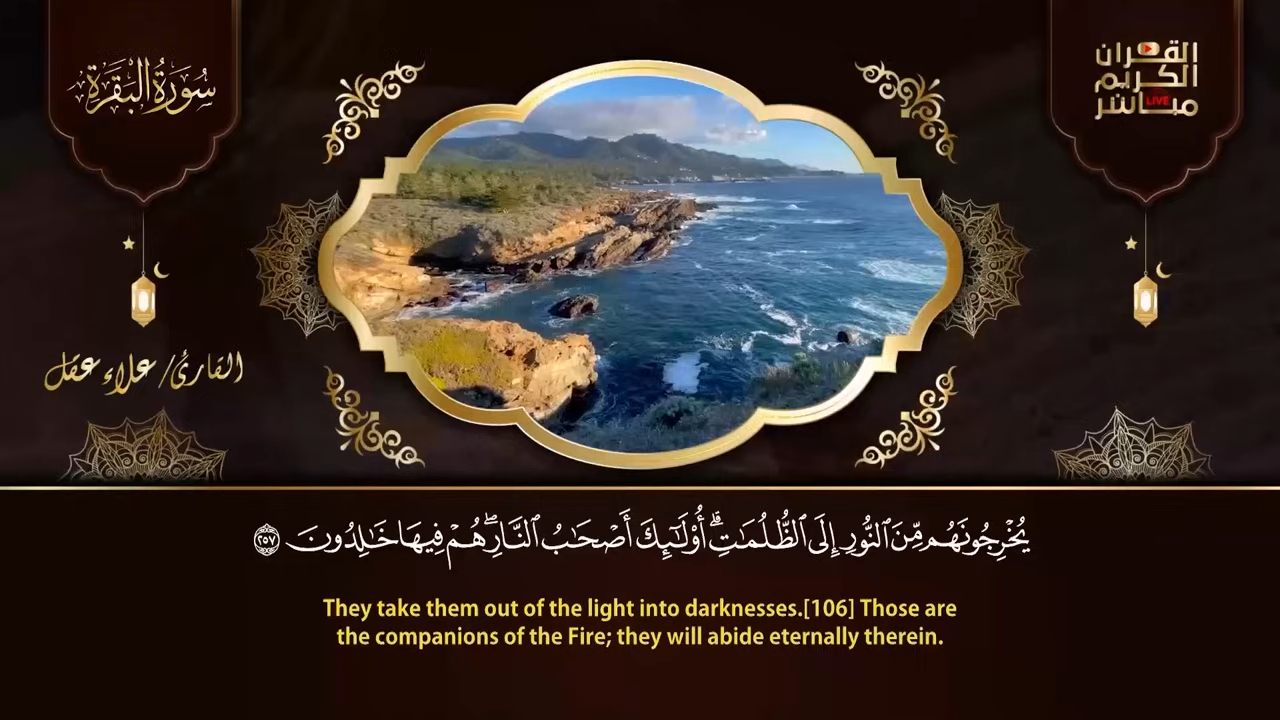 سُورَةُ البَقَرَةِ
القرآن
الكريم
مباشر
LIVE
القارئ/ علاء عقل
يُخْرِجُونَهُم مِّنَ ٱلنُّورِ إِلَى ٱلظُّلُمَٰتِۗ أُوْلَٰٓئِكَ أَصْحَٰبُ ٱلنَّارِۖ هُمْ فِيهَا خَٰلِدُونَ ٢٥٧
They take them out of the light into darknesses.[106] Those are
the companions of the Fire; they will abide eternally therein.